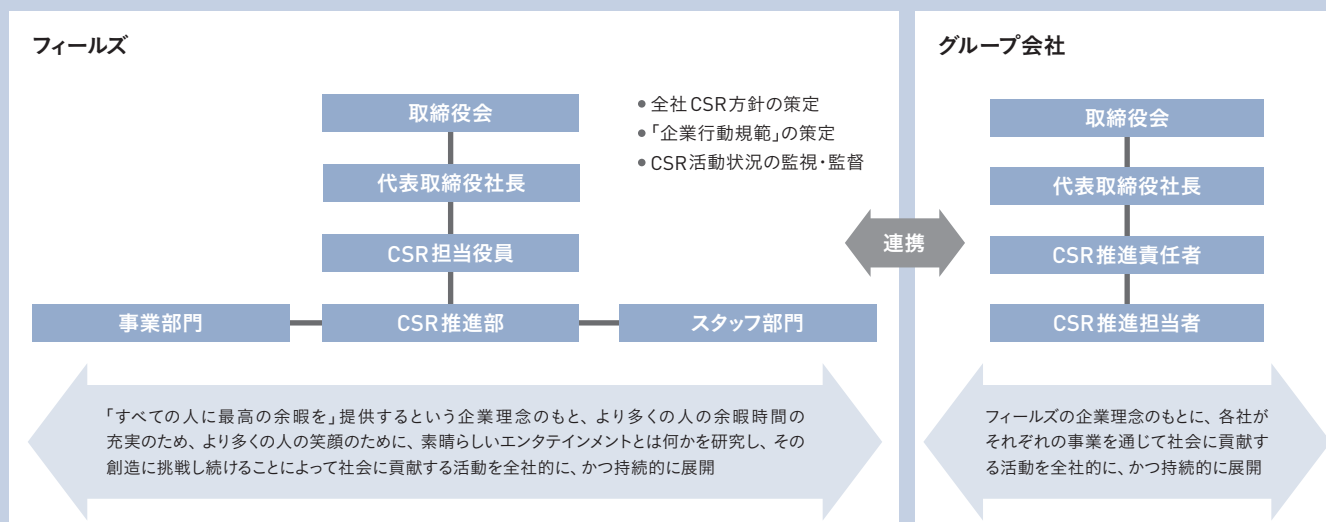 フィールズ
取締役会
代表取締役社長
CSR担当役員
事業部門
CSR推進部
スタッフ部門
● 全社CSR方針の策定
● 「企業行動規範」の策定
● CSR活動状況の監視・監督
「すべての人に最高の余暇を」提供するという企業理念のもと、より多くの人の余暇時間の
充実のため、より多くの人の笑顔のために、素晴らしいエンタテインメントとは何かを研究し、その
創造に挑戦し続けることによって社会に貢献する活動を全社的に、かつ持続的に展開
連携
グループ会社
取締役会
代表取締役社長
CSR推進責任者
CSR推進担当者
フィールズの企業理念のもとに、各社が
それぞれの事業を通じて社会に貢献す
る活動を全社的に、かつ持続的に展開